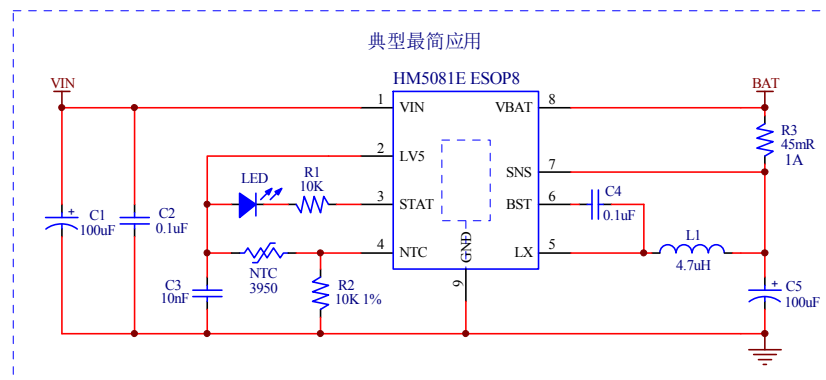 典型最简应用
VIN
HM5081E ESOP8
BAT
1
VIN
VBAT
8
R3
45mR
1A
2
LV5
SNS
7
LED
R1
10K
C4
0.1uF
3
STAT
BST
6
C1
100uF
C2
0.1uF
4
NTC
GND
LX
5
L1
4.7uH
NTC
3950
C3
10nF
R2
10K 1%
9
C5
100uF